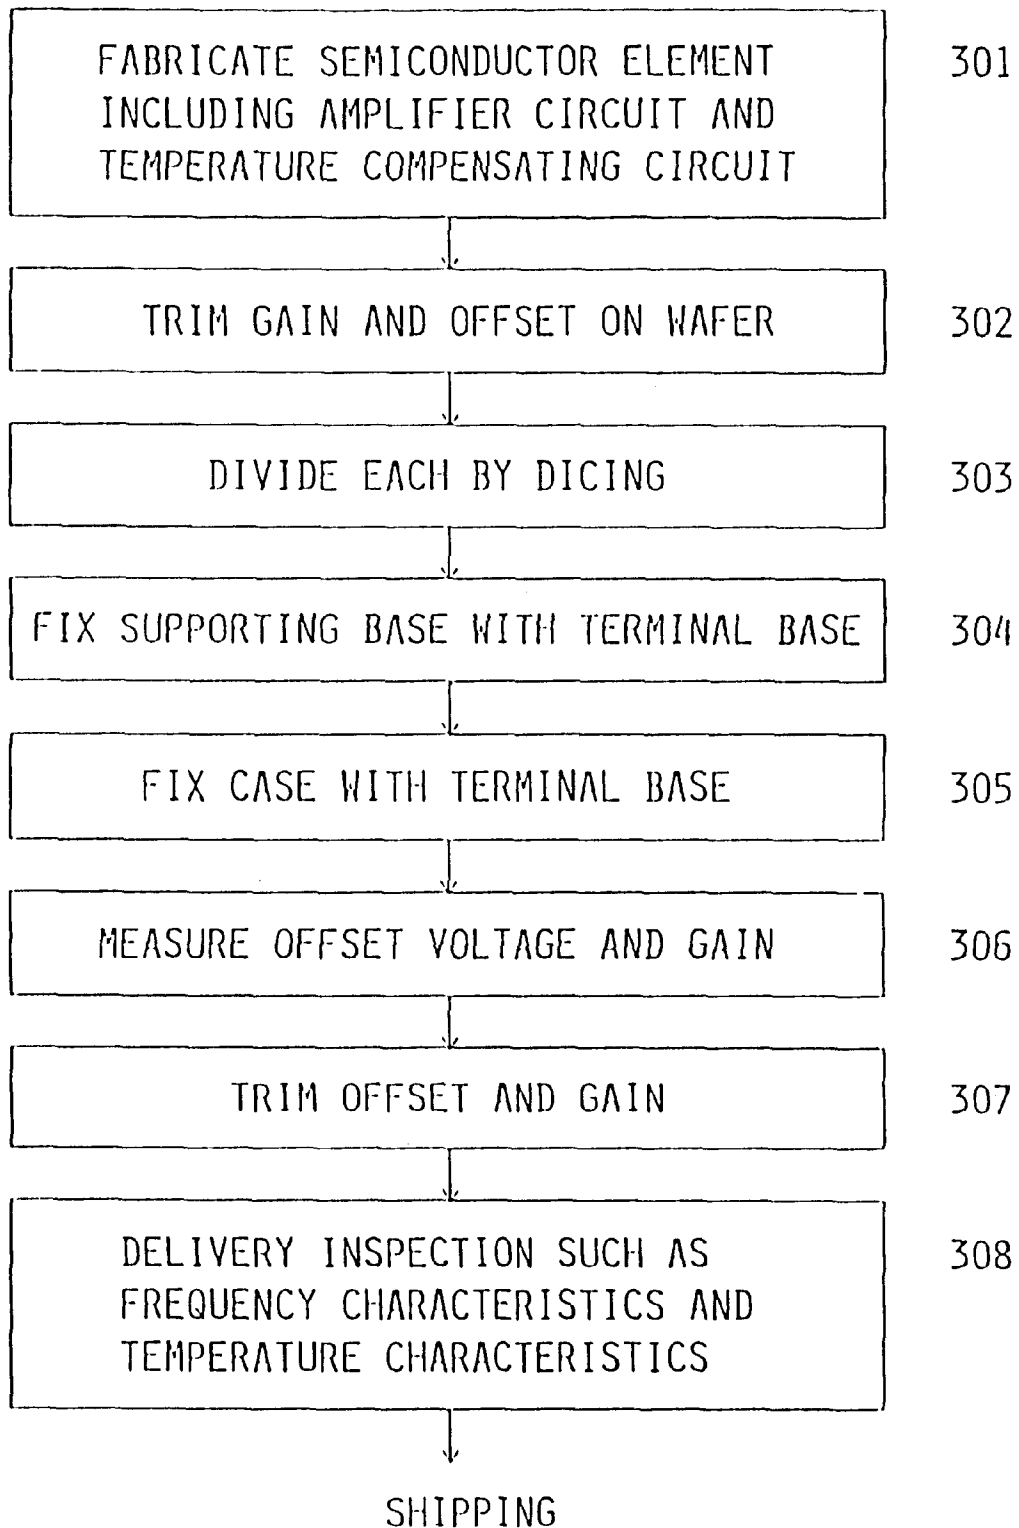 FABRICATE SEMICONDUCTOR ELEMENT 301
INCLUDING AMPLIFIER CIRCUIT AND
TEMPERATURE COMPENSATING CIRCUIT
TRIM GAIN AND OFFSET ON WAFER 302
DIVIDE EACH BY DICING 303
FIX SUPPORTING BASE WITH TERMINAL BASE 304
FIX CASE WITH TERMINAL BASE 305
MEASURE OFFSET VOLTAGE AND GAIN 306
TRIM OFFSET AND GAIN 307
DELIVERY INSPECTION SUCH AS 308
FREQUENCY CHARACTERISTICS AND
TEMPERATURE CHARACTERISTICS
SHIPPING